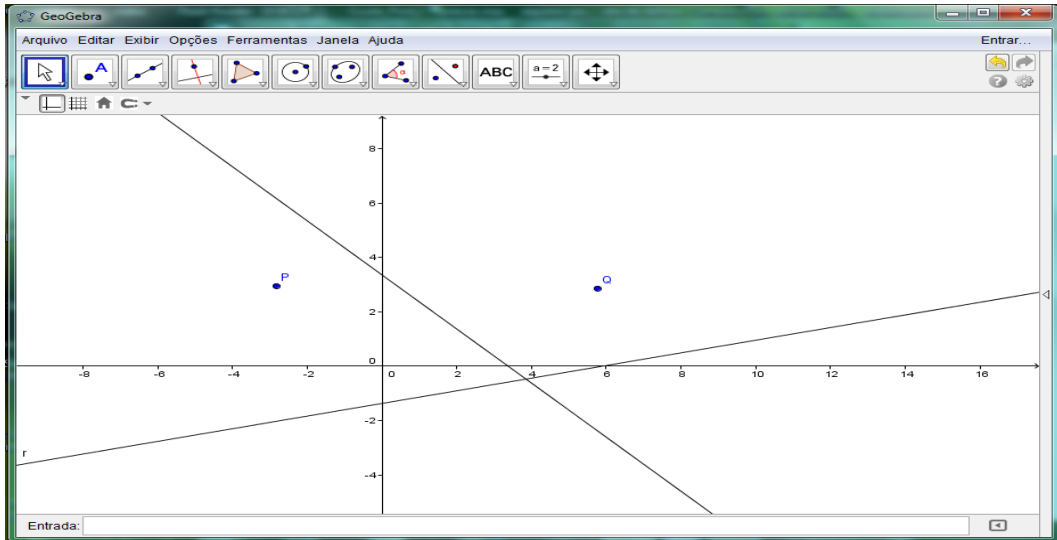 GeoGebra
Arquivo Editar Exibir Opções Ferramentas Janela Ajuda Entrar...
A α ABC a=2
8
6
4
P
Q
2
0
-8 -6 -4 -2 0 2 4 6 8 10 12 14 16
-2
r
-4
Entrada: